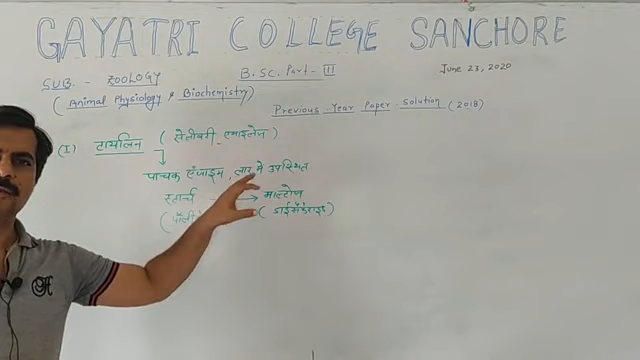 GAYATRI COLLEGE SANCHORE
SUB. - ZOOLOGY B.SC. Part - III June 23, 2020
( Animal Physiology & Biochemistry)
Previous Year Paper Solution (2018)
(I) टायलिन ( सेलीवरी एमाइलेज )
↓
पाचक एंजाइम, लार मे उपस्थित
स्टार्च → माल्टोज
(पॉली ( डाईसैकेराइड )